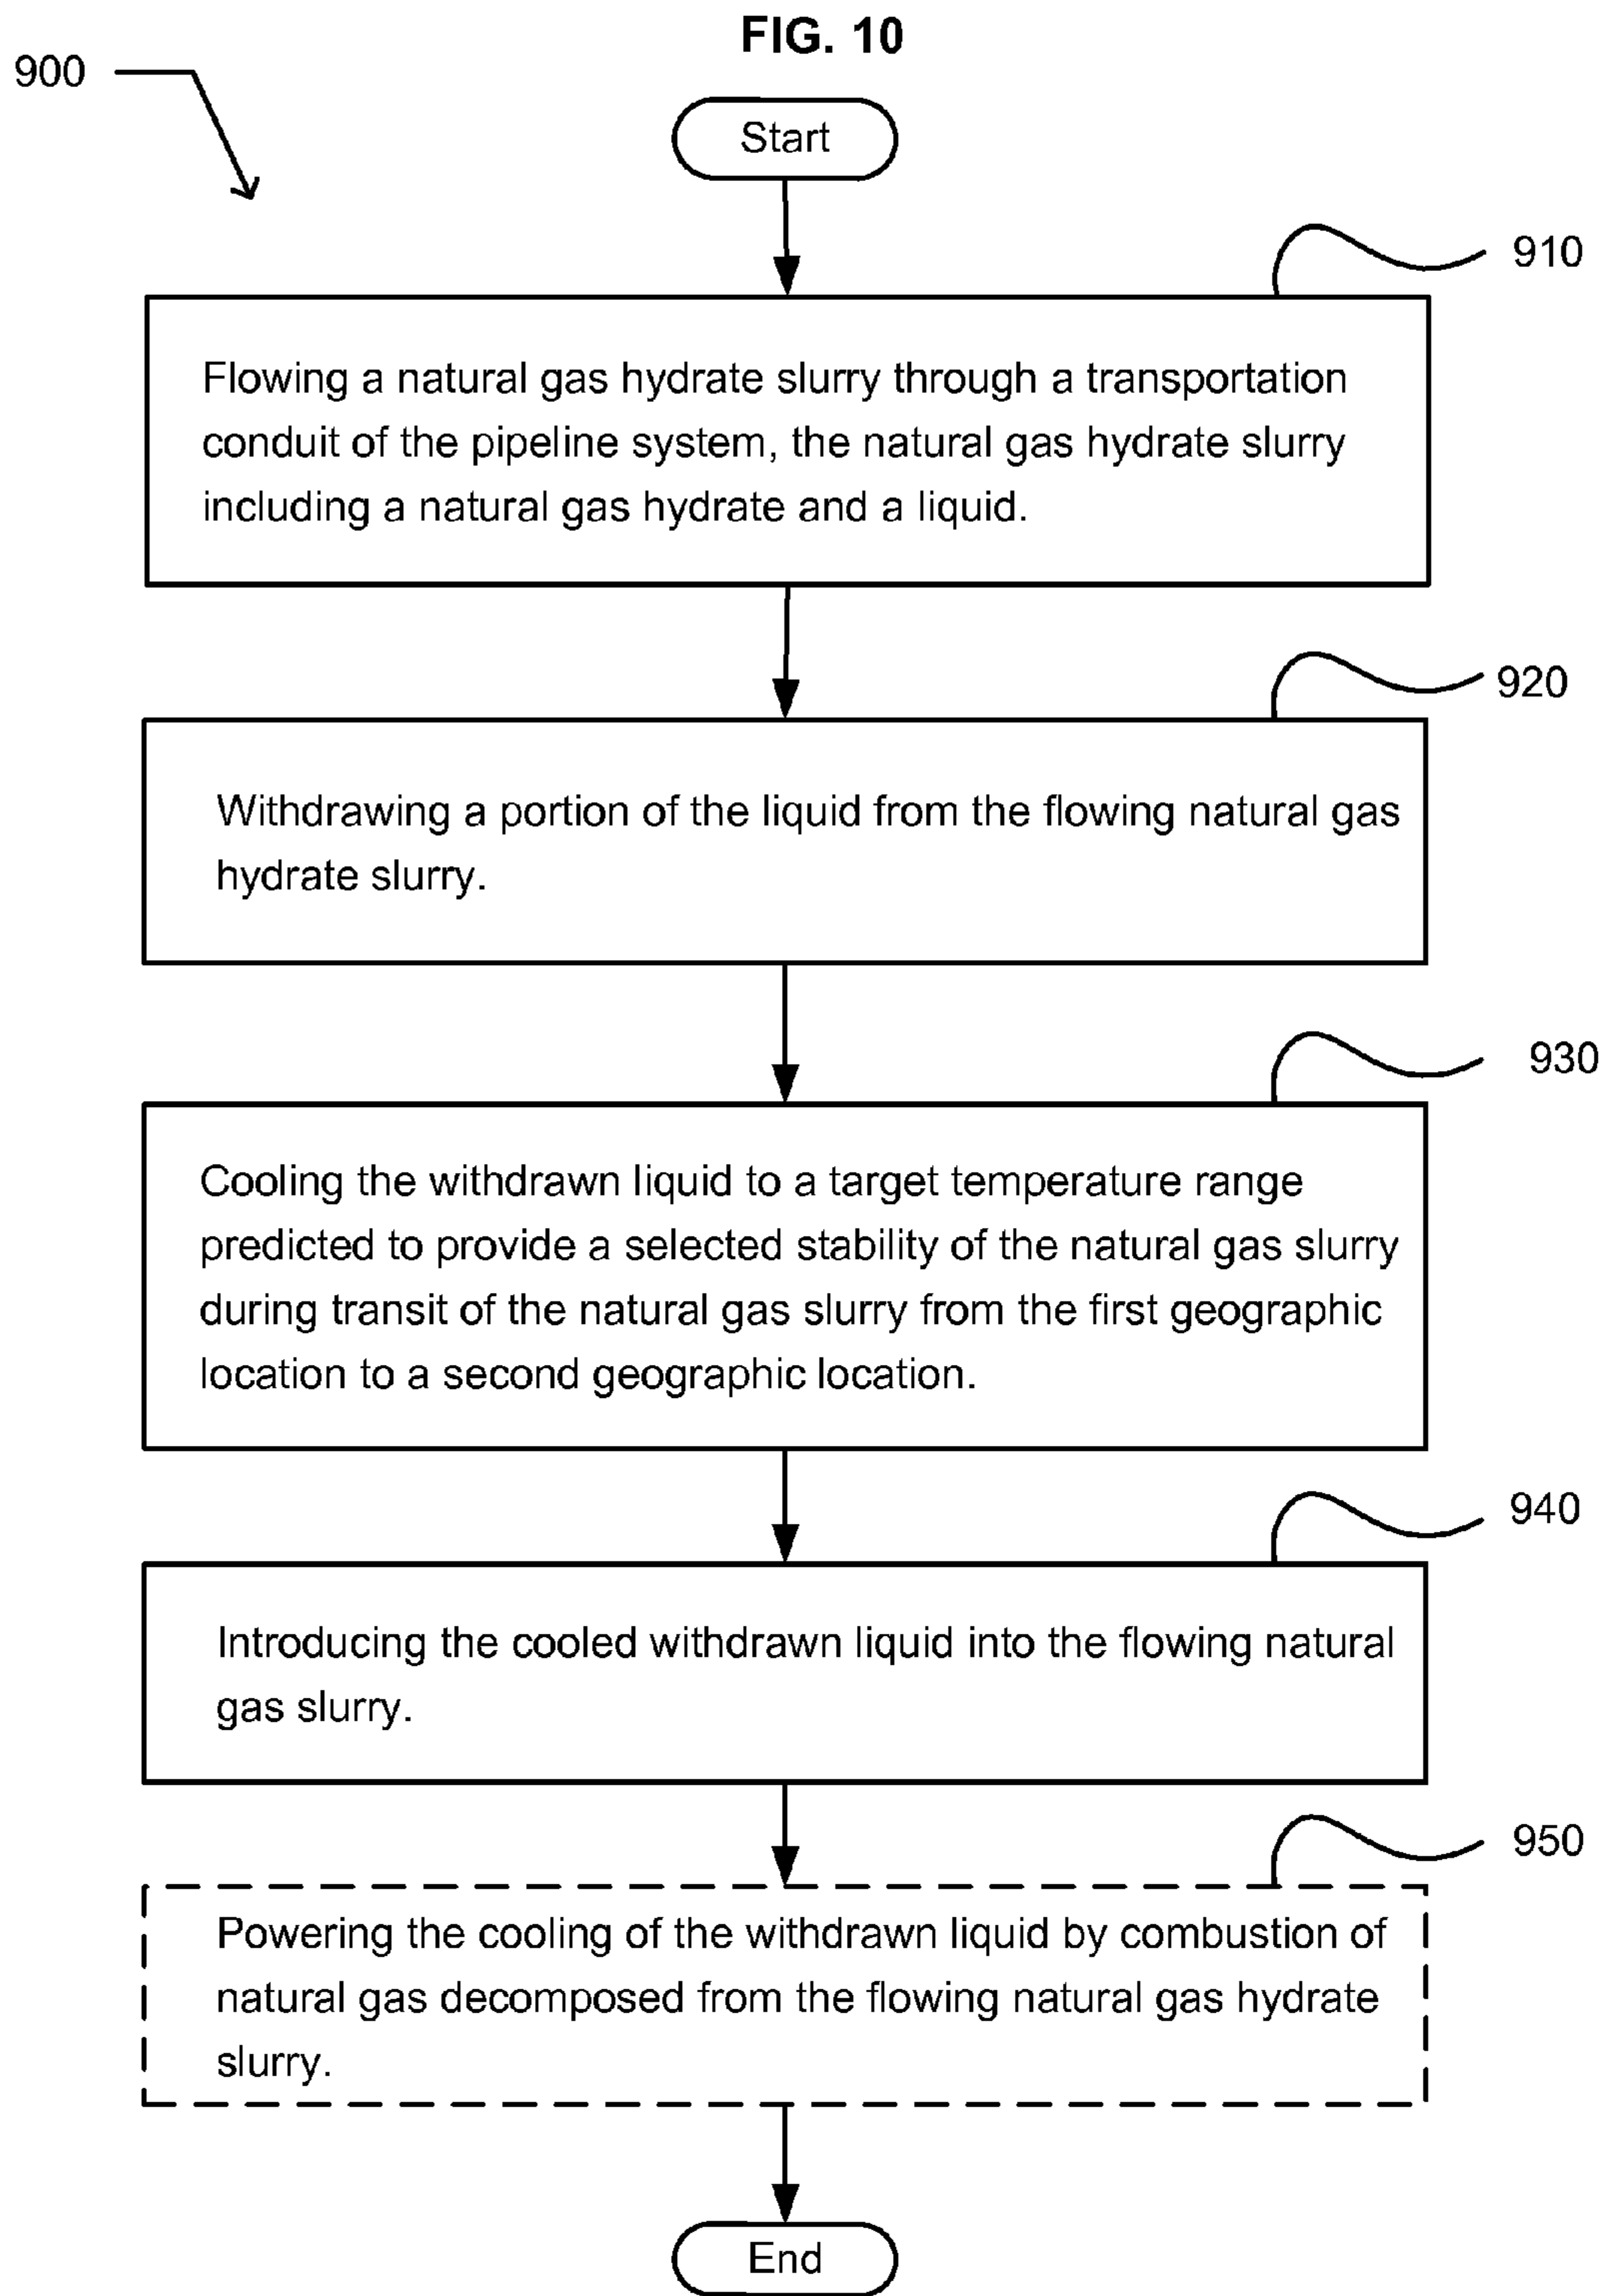 FIG. 10
900
Start
910
Flowing a natural gas hydrate slurry through a transportation
conduit of the pipeline system, the natural gas hydrate slurry
including a natural gas hydrate and a liquid.
920
Withdrawing a portion of the liquid from the flowing natural gas
hydrate slurry.
930
Cooling the withdrawn liquid to a target temperature range
predicted to provide a selected stability of the natural gas slurry
during transit of the natural gas slurry from the first geographic
location to a second geographic location.
940
Introducing the cooled withdrawn liquid into the flowing natural
gas slurry.
950
Powering the cooling of the withdrawn liquid by combustion of
natural gas decomposed from the flowing natural gas hydrate
slurry.
End